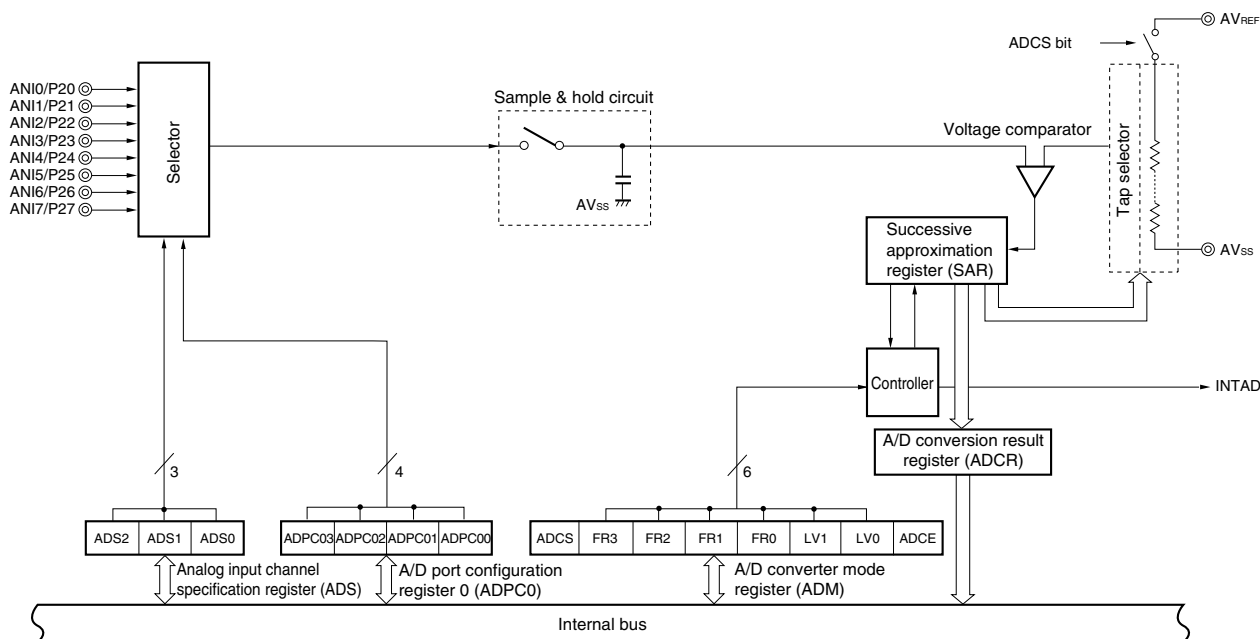 AVREF
ADCS bit
ANI0/P20
ANI1/P21
ANI2/P22
ANI3/P23
ANI4/P24
ANI5/P25
ANI6/P26
ANI7/P27
Selector
Sample & hold circuit
AVSS
Voltage comparator
Tap selector
AVSS
Successive
approximation
register (SAR)
Controller
INTAD
A/D conversion result
register (ADCR)
3
4
6
ADS2 ADS1 ADS0
ADPC03 ADPC02 ADPC01 ADPC00
ADCS FR3 FR2 FR1 FR0 LV1 LV0 ADCE
Analog input channel
specification register (ADS)
A/D port configuration
register 0 (ADPC0)
A/D converter mode
register (ADM)
Internal bus